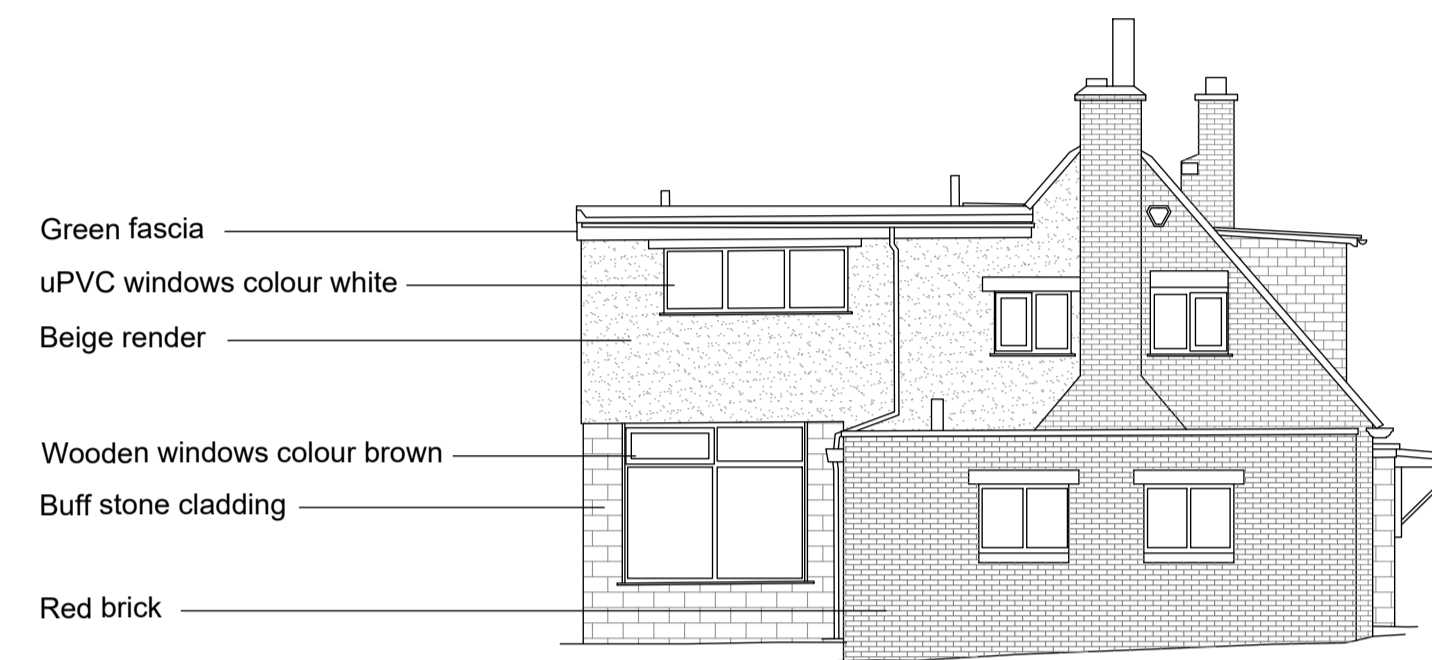 Green fascia
uPVC windows colour white
Beige render
Wooden windows colour brown
Buff stone cladding
Red brick